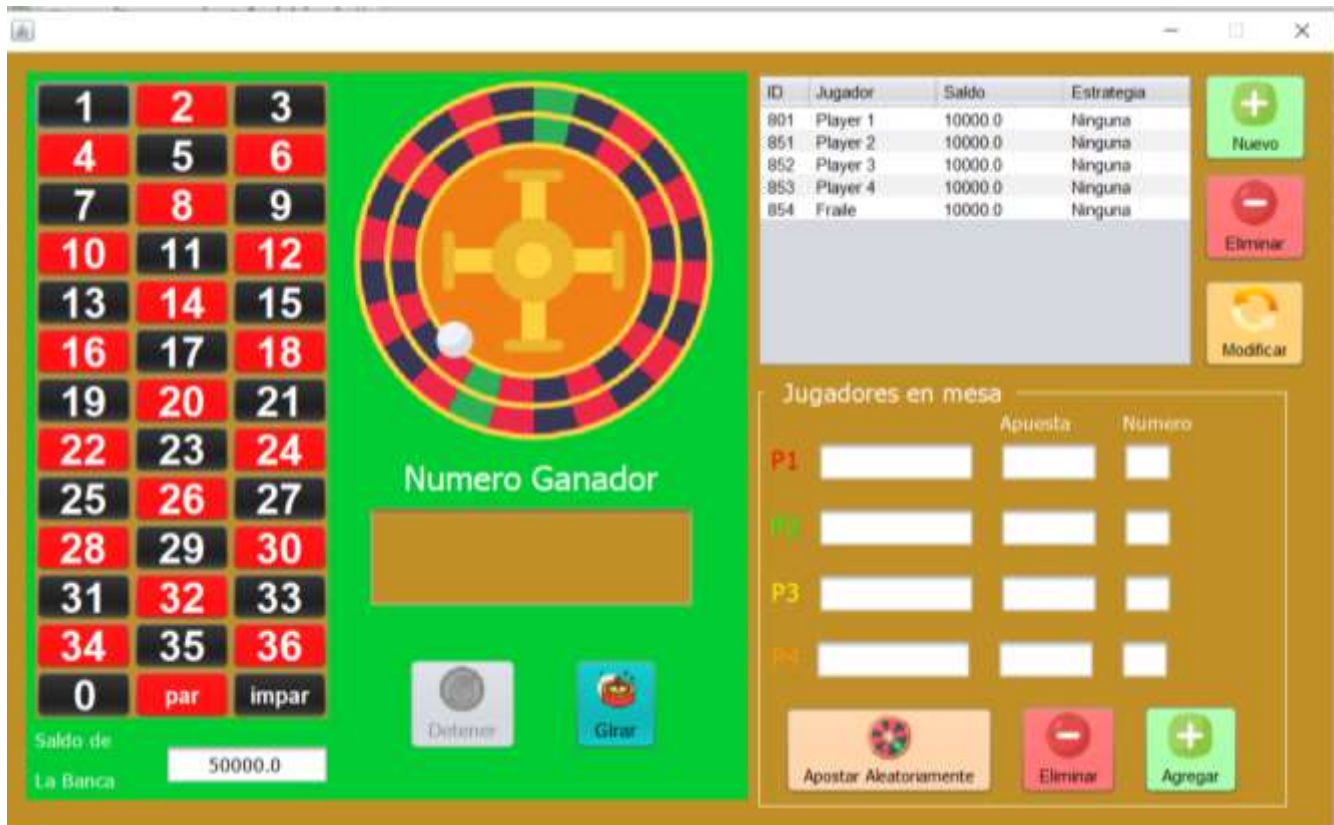 1 2 3
4 5 6
7 8 9
10 11 12
13 14 15
16 17 18
19 20 21
22 23 24
25 26 27
28 29 30
31 32 33
34 35 36
0 par impar
Saldo de
La Banca
50000.0
Numero Ganador
Detener
Girar
ID Jugador Saldo Estrategia
801 Player 1 10000.0 Ninguna
851 Player 2 10000.0 Ninguna
852 Player 3 10000.0 Ninguna
853 Player 4 10000.0 Ninguna
854 Fraile 10000.0 Ninguna
Nuevo
Eliminar
Modificar
Jugadores en mesa
Apuesta Numero
P1
P2
P3
P4
Apostar Aleatoriamente
Eliminar
Agregar